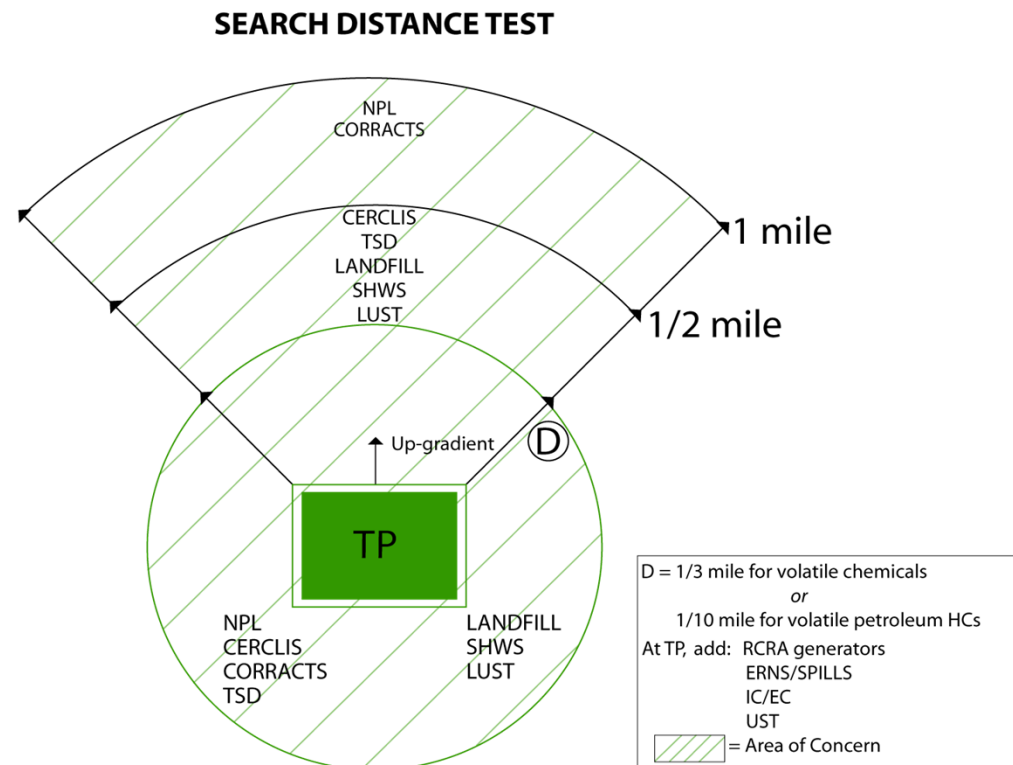 SEARCH DISTANCE TEST
NPL
CORRACTS
CERCLIS
TSD
LANDFILL
SHWS
LUST
1 mile
1/2 mile
Up-gradient
D
TP
NPL
CERCLIS
CORRACTS
TSD
LANDFILL
SHWS
LUST
D = 1/3 mile for volatile chemicals
or
1/10 mile for volatile petroleum HCs
At TP, add: RCRA generators
ERNS/SPILLS
IC/EC
UST
= Area of Concern